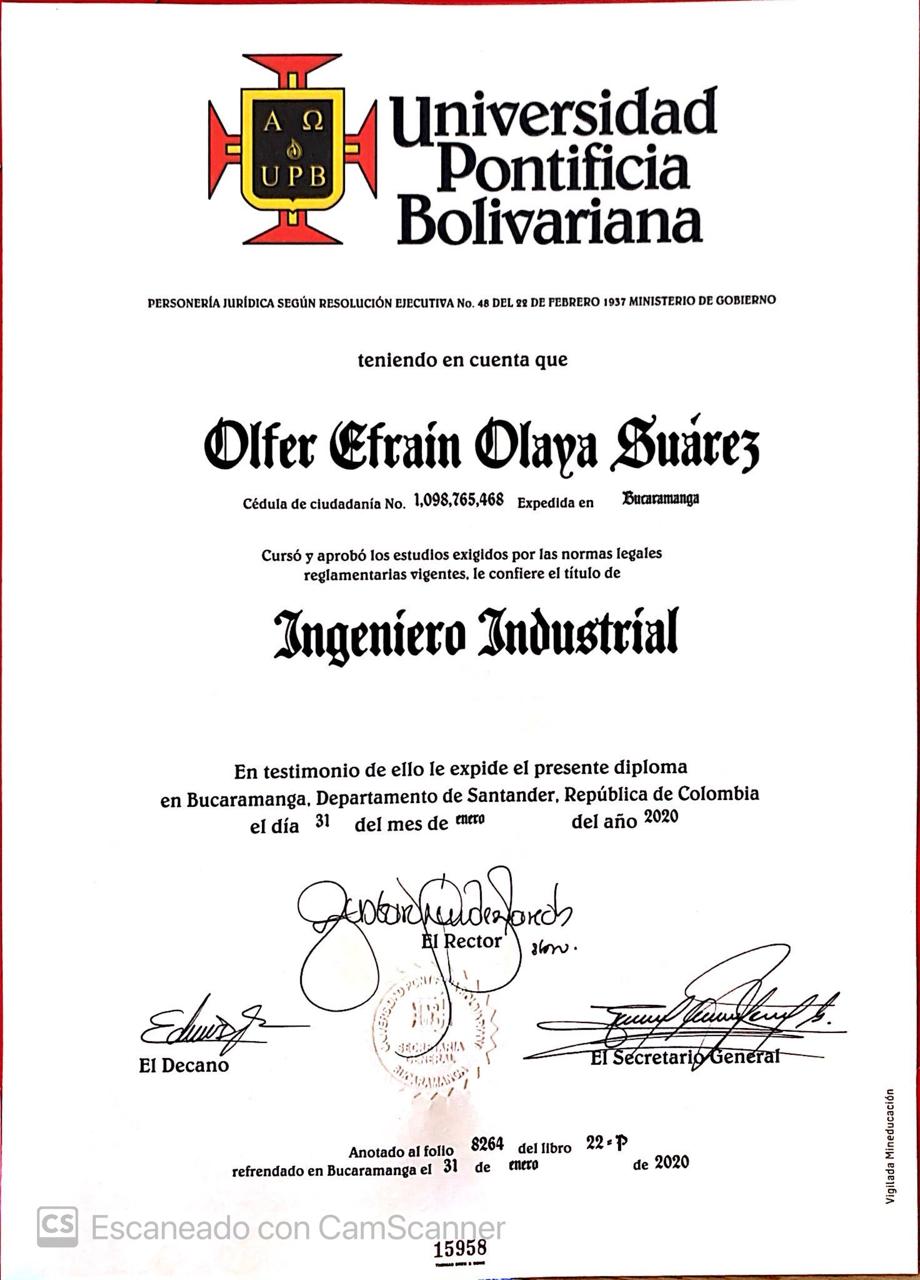 Α Ω
UPB
Universidad
Pontificia
Bolivariana
PERSONERÍA JURÍDICA SEGÚN RESOLUCIÓN EJECUTIVA No. 48 DEL 22 DE FEBRERO 1937 MINISTERIO DE GOBIERNO
teniendo en cuenta que
Olfer Efrain Olaya Suárez
Cédula de ciudadanía No. 1,098,765,468 Expedida en Bucaramanga
Cursó y aprobó los estudios exigidos por las normas legales
reglamentarias vigentes, le confiere el título de
Ingeniero Industrial
En testimonio de ello le expide el presente diploma
en Bucaramanga, Departamento de Santander, República de Colombia
el día 31 del mes de enero del año 2020
El Rector
SECRETARIA
GENERAL
BUCARAMANGA
El Decano
El Secretario General
Anotado al folio 8264 del libro 22-P
refrendado en Bucaramanga el 31 de enero de 2020
Vigilada Mineducación
CS Escaneado con CamScanner
15958
THOMAS GREG & SONS